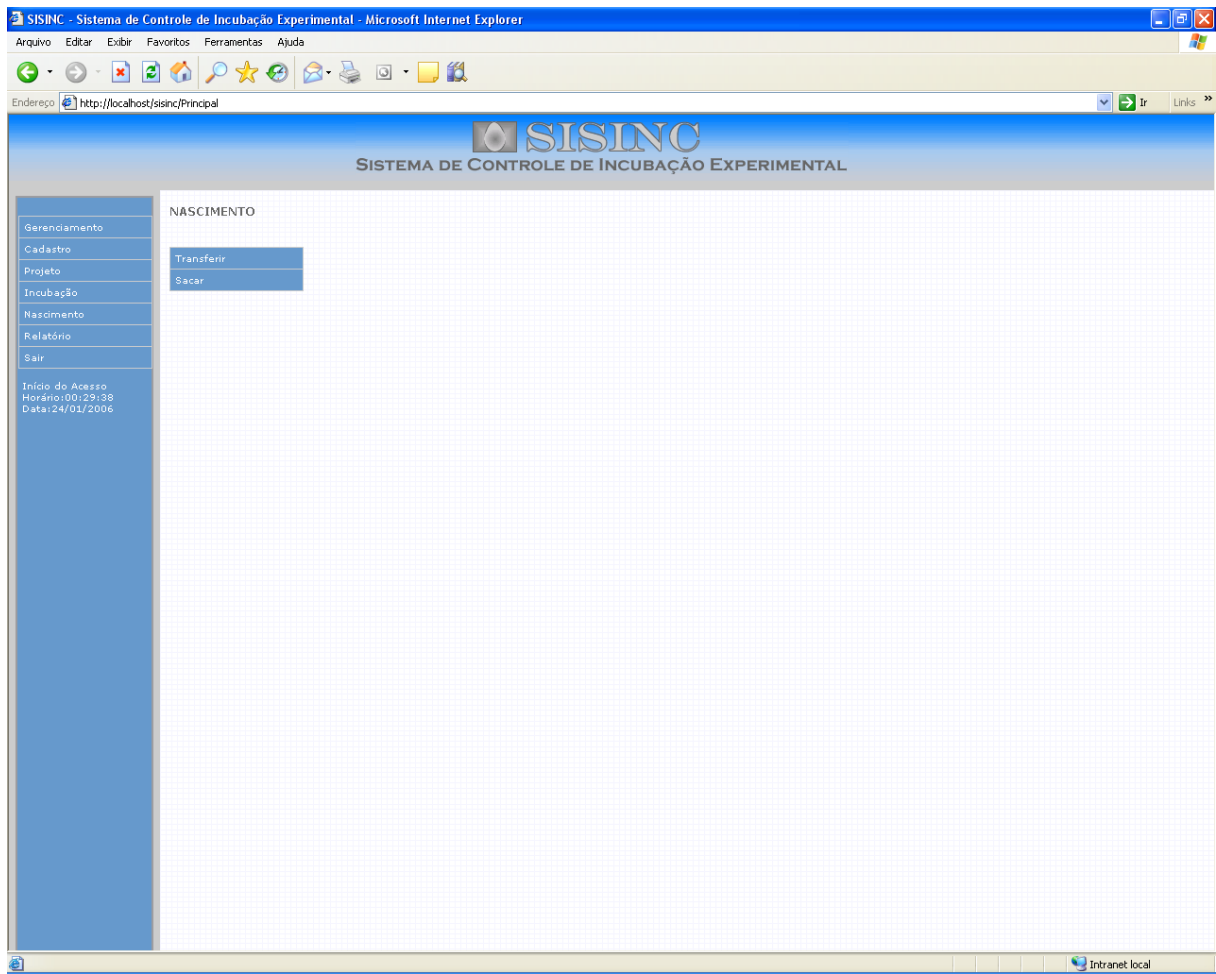 SISINC - Sistema de Controle de Incubação Experimental - Microsoft Internet Explorer
Arquivo Editar Exibir Favoritos Ferramentas Ajuda
Endereço http://localhost/sisinc/Principal Ir Links »
SISINC
SISTEMA DE CONTROLE DE INCUBAÇÃO EXPERIMENTAL
Gerenciamento
Cadastro
Projeto
Incubação
Nascimento
Relatório
Sair
Início do Acesso
Horário:00:29:38
Data:24/01/2006
NASCIMENTO
Transferir
Sacar
Intranet local